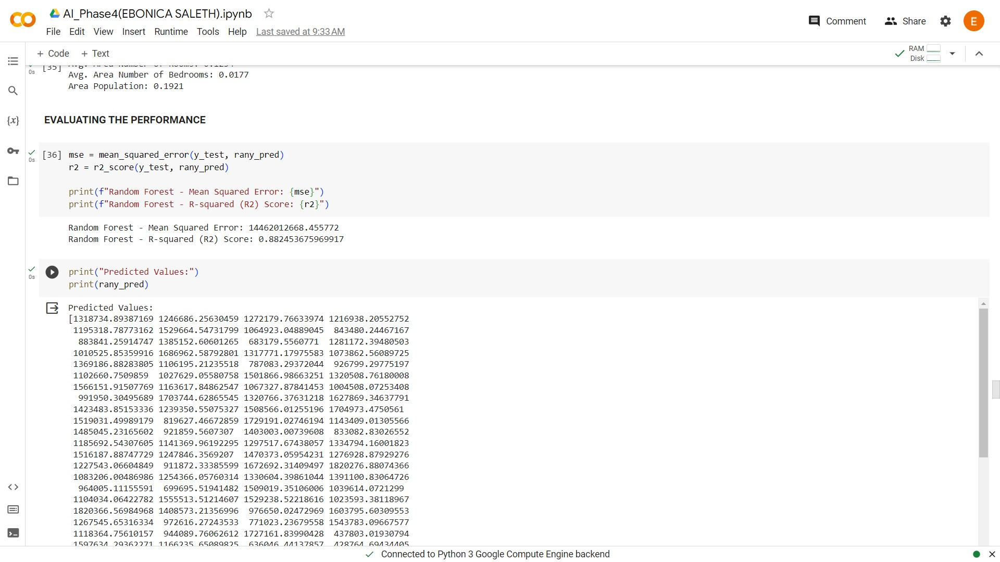 AI_Phase4(EBONICA SALETH).ipynb
File Edit View Insert Runtime Tools Help Last saved at 9:33 AM
Comment Share E
+ Code + Text
RAM
Disk
0s
[35]
Avg. Area Number of Bedrooms: 0.0177
Area Population: 0.1921
EVALUATING THE PERFORMANCE
{x}
0s
[36] mse = mean_squared_error(y_test, rany_pred)
r2 = r2_score(y_test, rany_pred)
print(f"Random Forest - Mean Squared Error: {mse}")
print(f"Random Forest - R-squared (R2) Score: {r2}")
Random Forest - Mean Squared Error: 14462012668.455772
Random Forest - R-squared (R2) Score: 0.882453675969917
0s
print("Predicted Values:")
print(rany_pred)
Predicted Values:
[1318734.89387169 1246686.25630459 1272179.76633974 1216938.20552752
1195318.78773162 1529664.54731799 1064923.04889045 843480.24467167
883841.25914747 1385152.60601265 683179.5560771 1281172.39480503
1010525.85359916 1686962.58792801 1317771.17975583 1073862.56089725
1369186.88283805 1106195.21235518 787083.29372044 926799.29775197
1102660.7509859 1027629.05580758 1501866.98663251 1320508.76180008
1566151.91507769 1163617.84862547 1067327.87841453 1004508.07253408
991950.30495689 1703744.62865545 1320766.37631218 1627869.34637791
1423483.85153336 1239350.55075327 1508566.01255196 1704973.4750561
1519031.49989179 819627.46672859 1729191.02746194 1143409.01305566
1485045.23165602 921859.5607307 1403003.00739608 833082.83026552
1185692.54307605 1141369.96192295 1297517.67438057 1334794.16001823
1516187.88747729 1247846.3569207 1470373.05954231 1276928.87929276
1227543.06604849 911872.33385599 1672692.31409497 1820276.88074366
1083206.00486986 1254366.05760314 1330604.39861044 1391100.83064726
964005.11155591 699695.51941482 1509019.35106006 1039614.0721299
1104034.06422782 1555513.51214607 1529238.52218616 1023593.38118967
1820366.56984968 1408573.21356996 976650.02472969 1603795.60309553
1267545.65316334 972616.27243533 771023.23679558 1543783.09667577
1118364.75610157 944089.76062612 1727161.83990428 437803.01930794
1597634.29362271 1166235.65089825 636046.44137857 428764.69434405
Connected to Python 3 Google Compute Engine backend